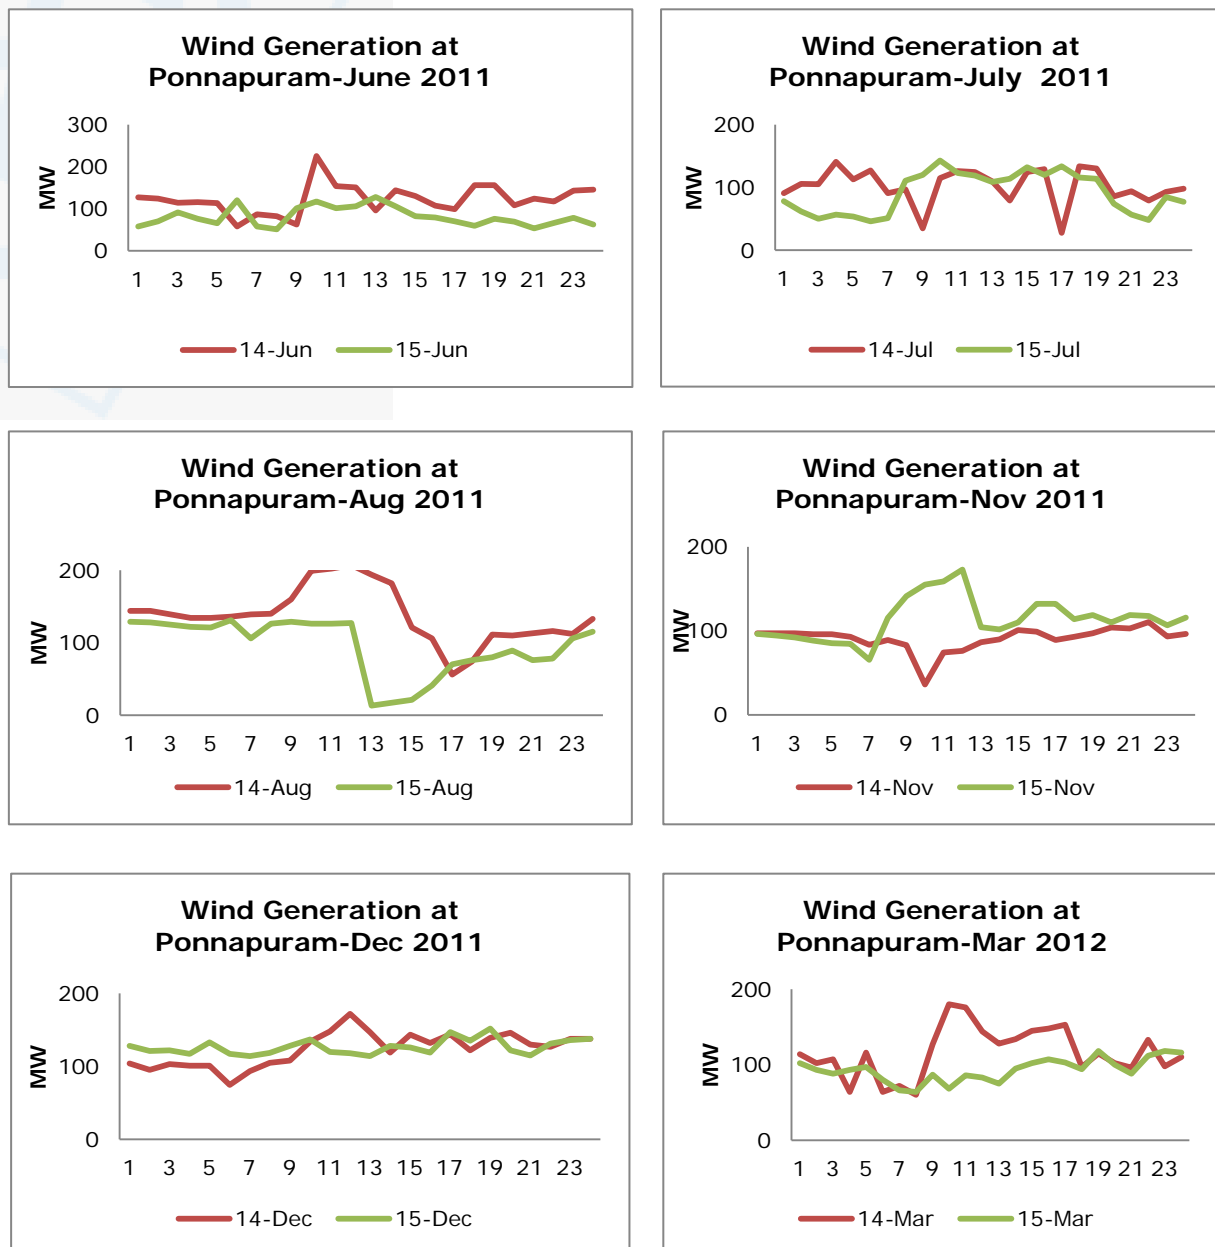 Wind Generation at
Ponnapuram-June 2011
300
200
100
0
MW
1 3 5 7 9 11 13 15 17 19 21 23
14-Jun 15-Jun
Wind Generation at
Ponnapuram-July 2011
200
100
0
MW
1 3 5 7 9 11 13 15 17 19 21 23
14-Jul 15-Jul
Wind Generation at
Ponnapuram-Aug 2011
200
100
0
MW
1 3 5 7 9 11 13 15 17 19 21 23
14-Aug 15-Aug
Wind Generation at
Ponnapuram-Nov 2011
200
100
0
MW
1 3 5 7 9 11 13 15 17 19 21 23
14-Nov 15-Nov
Wind Generation at
Ponnapuram-Dec 2011
200
100
0
MW
1 3 5 7 9 11 13 15 17 19 21 23
14-Dec 15-Dec
Wind Generation at
Ponnapuram-Mar 2012
200
100
0
MW
1 3 5 7 9 11 13 15 17 19 21 23
14-Mar 15-Mar